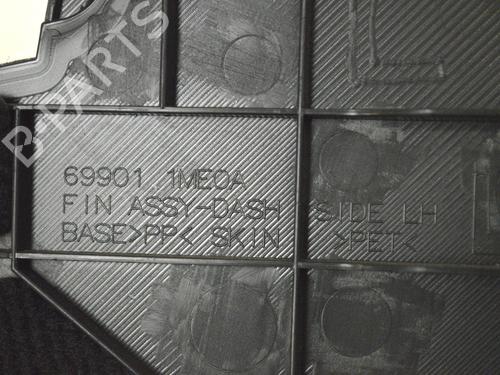 B-PARTS
L
69901 1ME0A
FIN ASSY-DASH SIDE LH
BASE>PP< SKIN >PET<